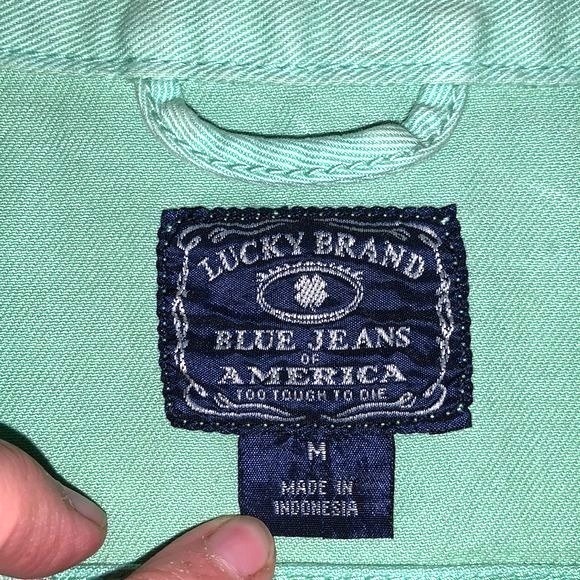 LUCKY BRAND
BLUE JEANS
OF
AMERICA
TOO TOUGH TO DIE
M
MADE IN
INDONESIA